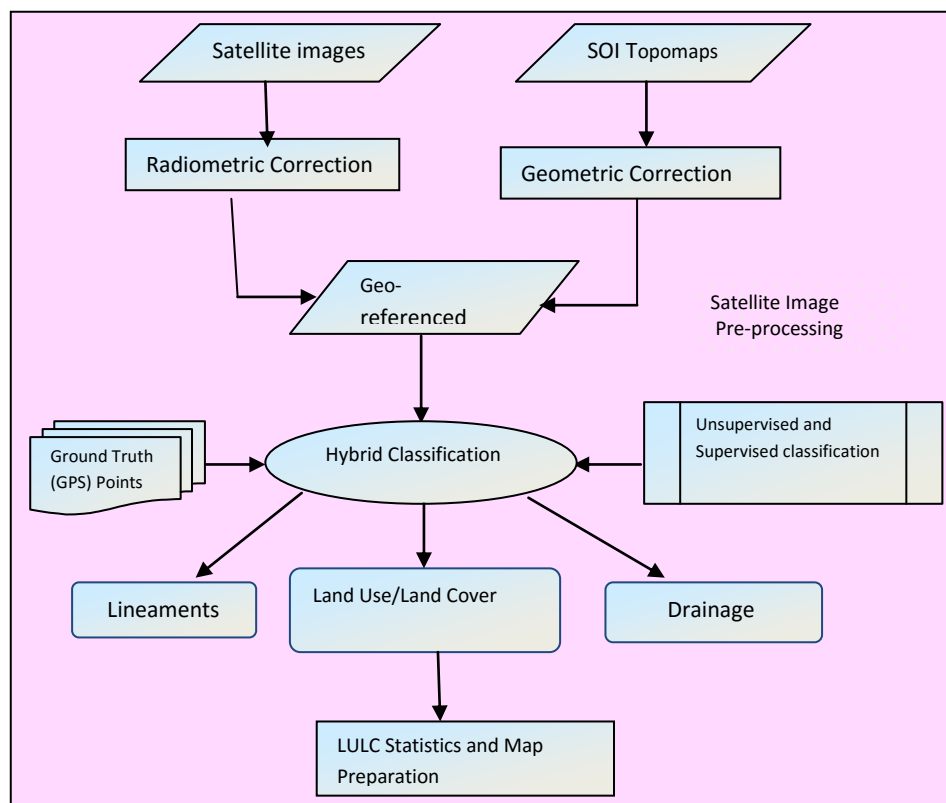 Satellite images
SOI Topomaps
Radiometric Correction
Geometric Correction
Geo-
referenced
Satellite Image
Pre-processing
Ground Truth
(GPS) Points
Hybrid Classification
Unsupervised and
Supervised classification
Lineaments
Land Use/Land Cover
Drainage
LULC Statistics and Map
Preparation